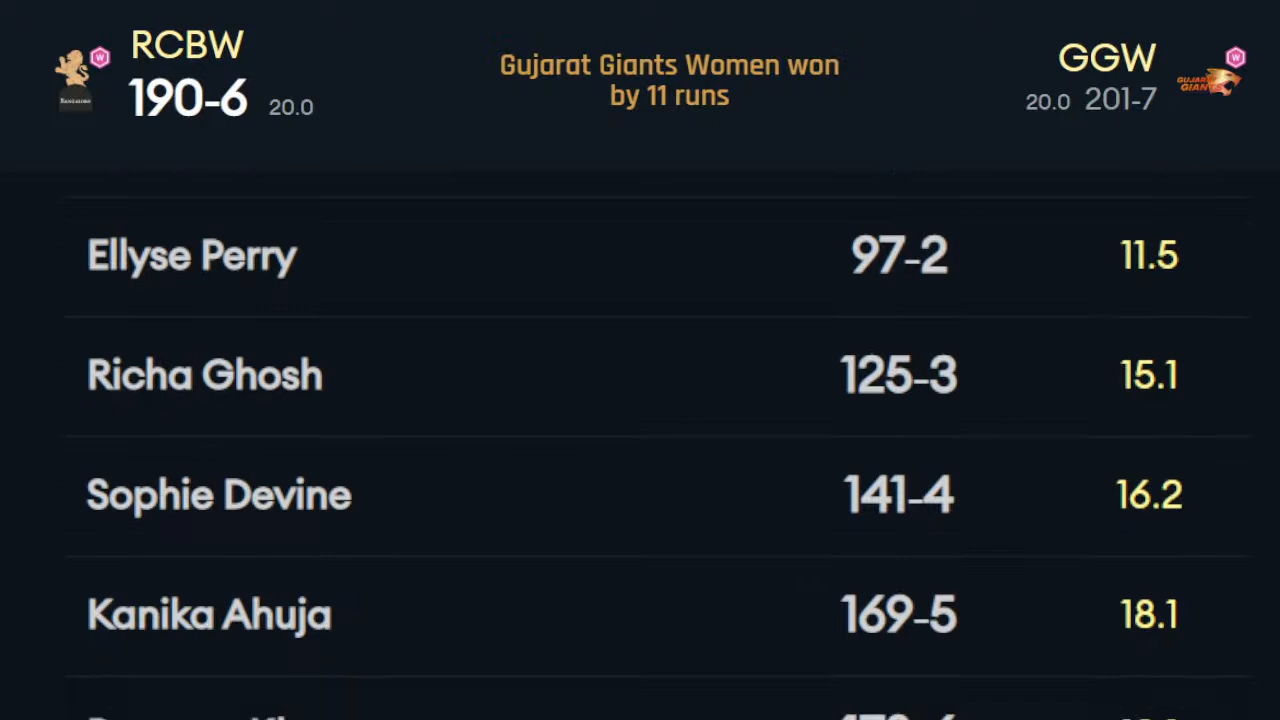 RCBW
190-6 20.0
Gujarat Giants Women won
by 11 runs
GGW
20.0 201-7
GUJARAT
GIANTS
Ellyse Perry 97-2 11.5
Richa Ghosh 125-3 15.1
Sophie Devine 141-4 16.2
Kanika Ahuja 169-5 18.1